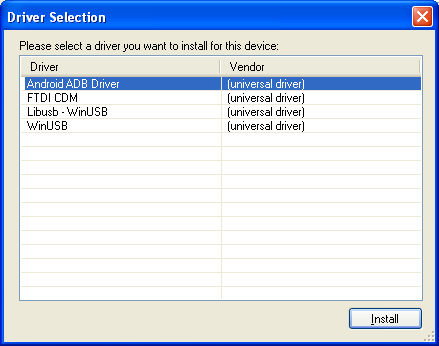 Driver Selection
Please select a driver you want to install for this device:
Driver Vendor
Android ADB Driver (universal driver)
FTDI CDM (universal driver)
Libusb - WinUSB (universal driver)
WinUSB (universal driver)
Install